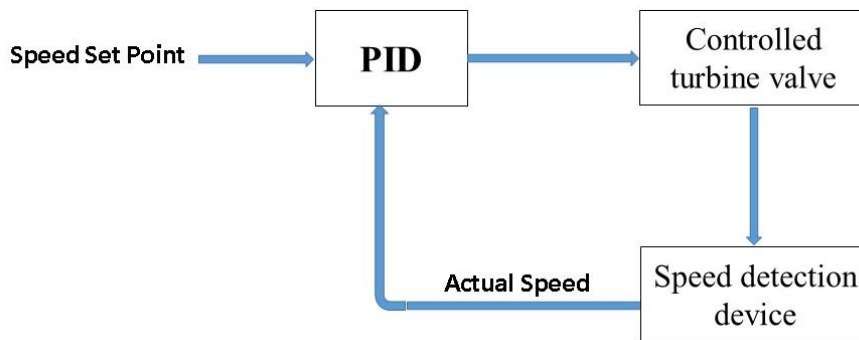 Speed Set Point
PID
Controlled
turbine valve
Actual Speed
Speed detection
device